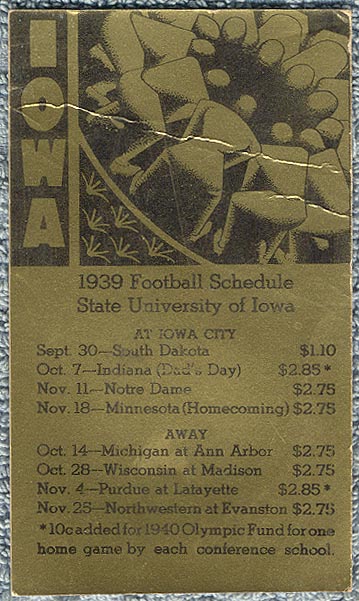 IOWA
1939 Football Schedule
State University of Iowa
AT IOWA CITY
Sept. 30—South Dakota $1.10
Oct. 7—Indiana (Dad's Day) $2.85*
Nov. 11—Notre Dame $2.75
Nov. 18—Minnesota (Homecoming) $2.75
AWAY
Oct. 14—Michigan at Ann Arbor $2.75
Oct. 28—Wisconsin at Madison $2.75
Nov. 4—Purdue at Lafayette $2.85*
Nov. 25—Northwestern at Evanston $2.75
*10c added for 1940 Olympic Fund for one
home game by each conference school.